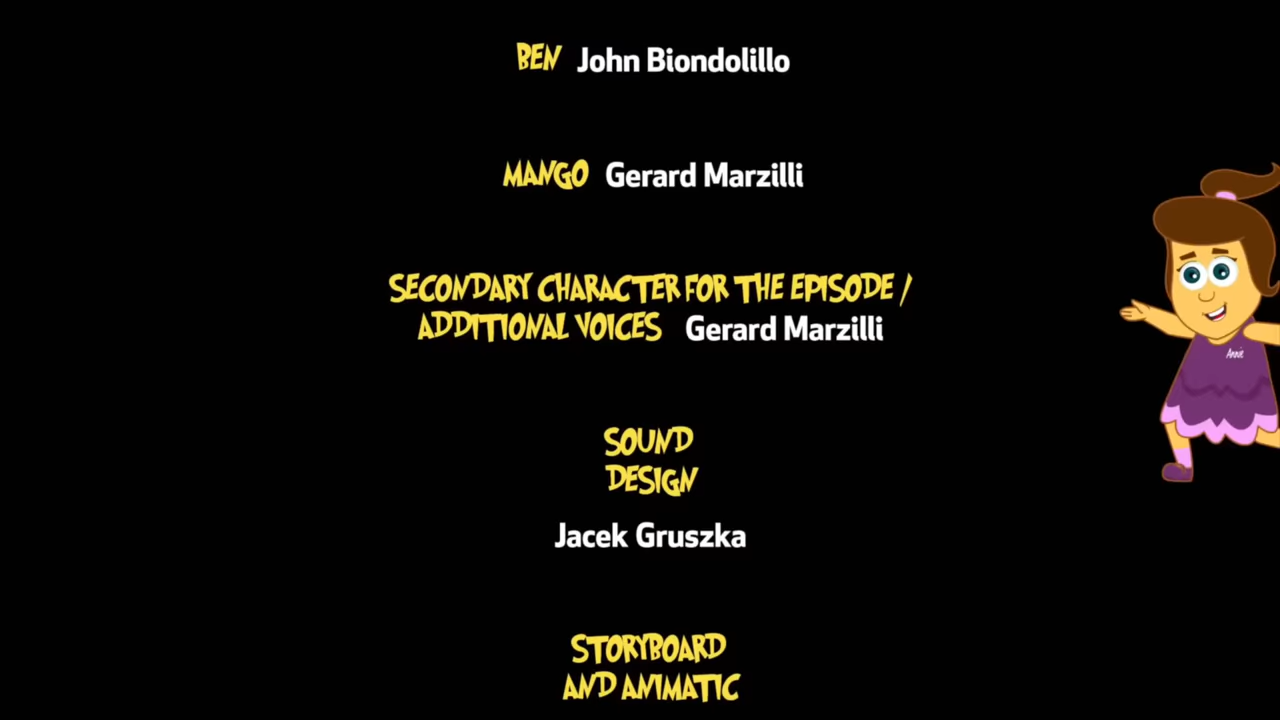 BEN John Biondolillo
MANGO Gerard Marzilli
SECONDARY CHARACTER FOR THE EPISODE /
ADDITIONAL VOICES Gerard Marzilli
SOUND
DESIGN
Jacek Gruszka
STORYBOARD
AND ANIMATIC
Annie